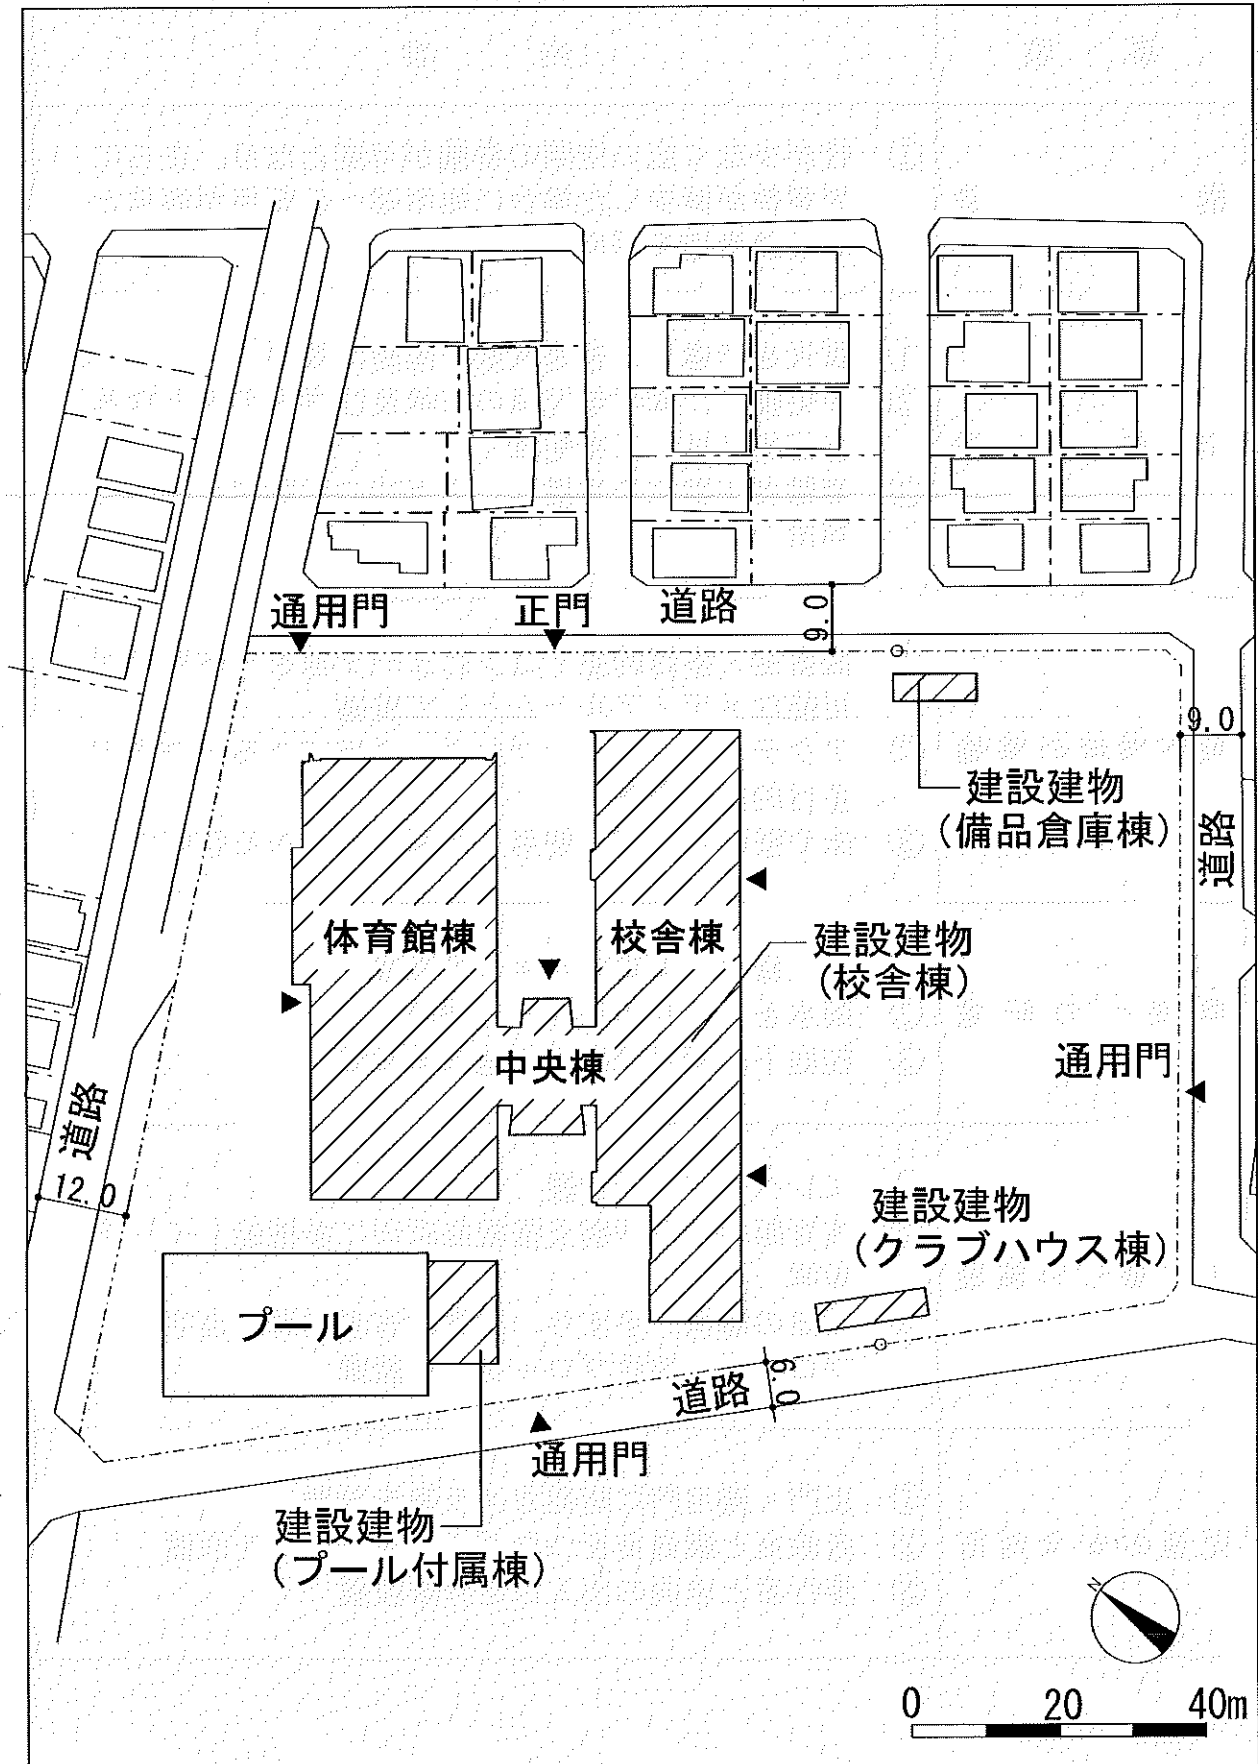 通用門
正門
道路
9.0
9.0
建設建物
(備品倉庫棟)
道路
体育館棟
校舎棟
建設建物
(校舎棟)
中央棟
通用門
道路
12.0
建設建物
(クラブハウス棟)
プール
道路
6.0
通用門
建設建物
(プール付属棟)
N
0 20 40m